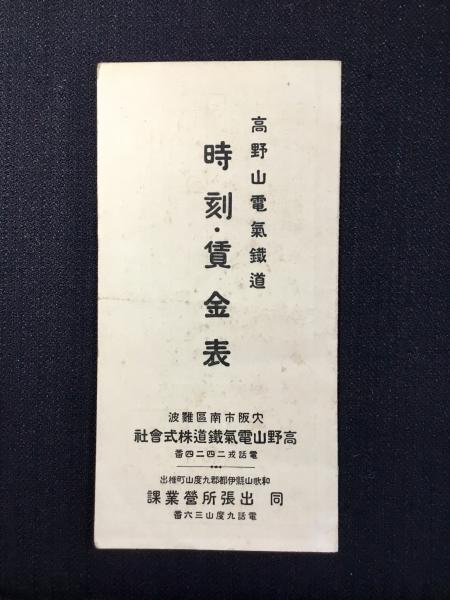 高野山電氣鐵道
時刻・賃金表
大阪市南區難波
高野山電氣鐵道株式會社
電話戎二四二四番
和歌山縣伊都郡九度山町椎出
同 出張所營業課
電話九度山三六番